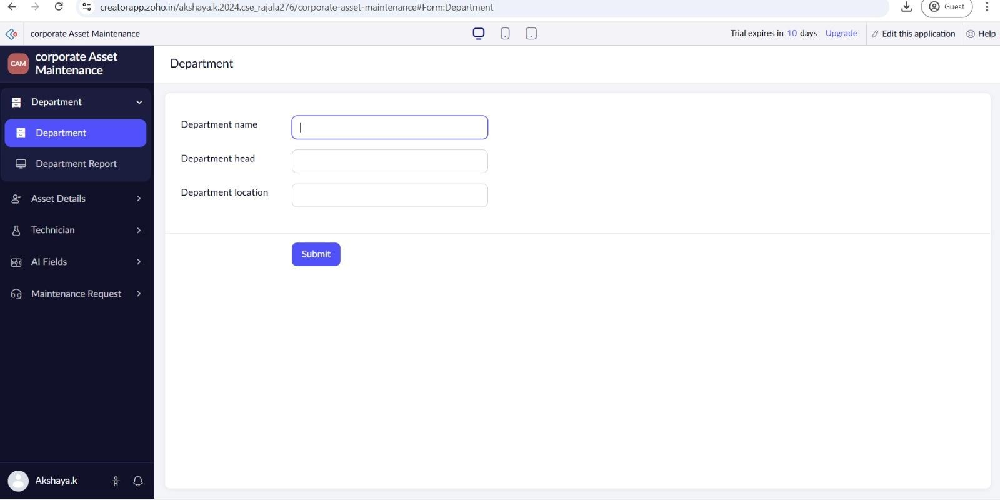 creatorapp.zoho.in/akshaya.k.2024.cse_rajala276/corporate-asset-maintenance#Form:Department
Guest
corporate Asset Maintenance
Trial expires in 10 days Upgrade
Edit this application
Help
CAM
corporate Asset
Maintenance
Department
Department
Department Report
Asset Details
Technician
AI Fields
Maintenance Request
Akshaya.k
Department
Department name
Department head
Department location
Submit